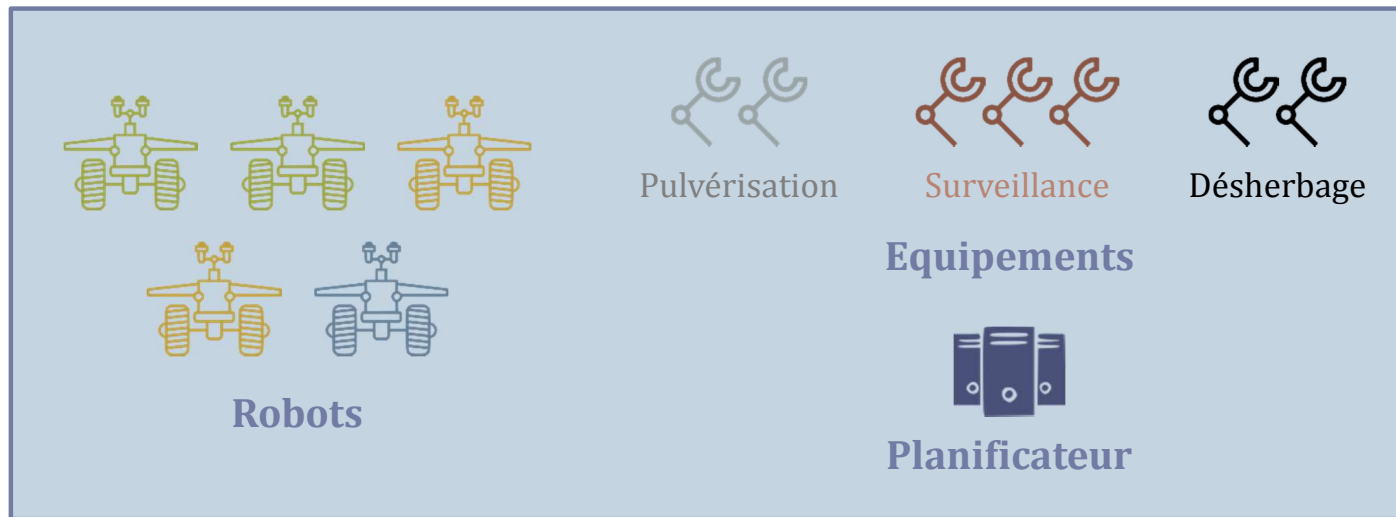 Pulvérisation
Surveillance
Désherbage
Equipements
Robots
Planificateur